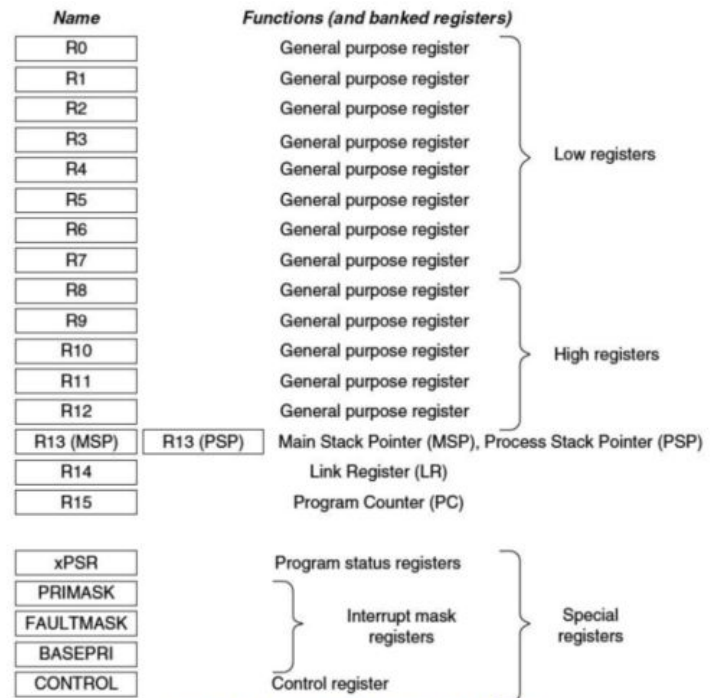 Name Functions (and banked registers)
R0 General purpose register
R1 General purpose register
R2 General purpose register
R3 General purpose register
Low registers
R4 General purpose register
R5 General purpose register
R6 General purpose register
R7 General purpose register
R8 General purpose register
R9 General purpose register
R10 General purpose register
High registers
R11 General purpose register
R12 General purpose register
R13 (MSP) R13 (PSP) Main Stack Pointer (MSP), Process Stack Pointer (PSP)
R14 Link Register (LR)
R15 Program Counter (PC)
xPSR Program status registers
PRIMASK
FAULTMASK
Interrupt mask
registers
Special
registers
BASEPRI
CONTROL Control register